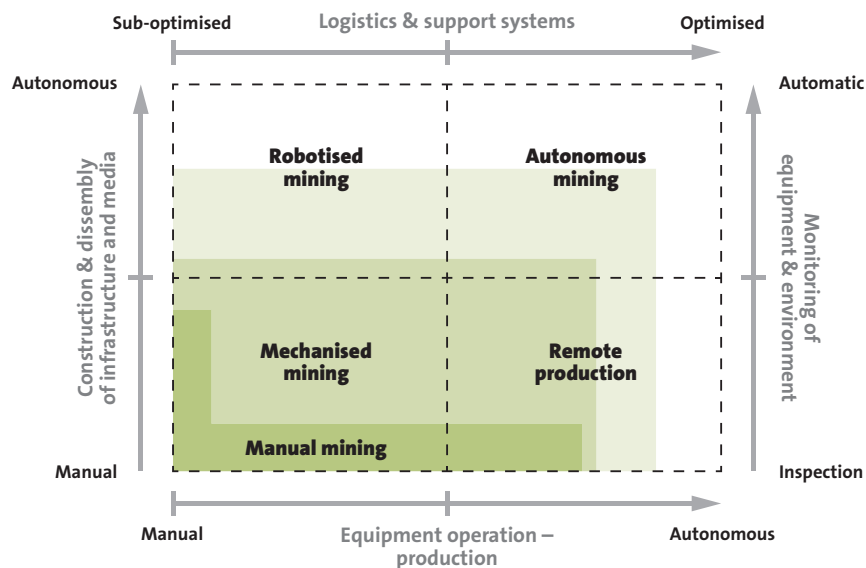 Sub-optimised
Logistics & support systems
Optimised
Autonomous
Automatic
Construction & dissembly
of infrastructure and media
Robotised
mining
Autonomous
mining
Monitoring of
equipment & environment
Mechanised
mining
Remote
production
Manual mining
Manual
Inspection
Manual
Equipment operation –
production
Autonomous